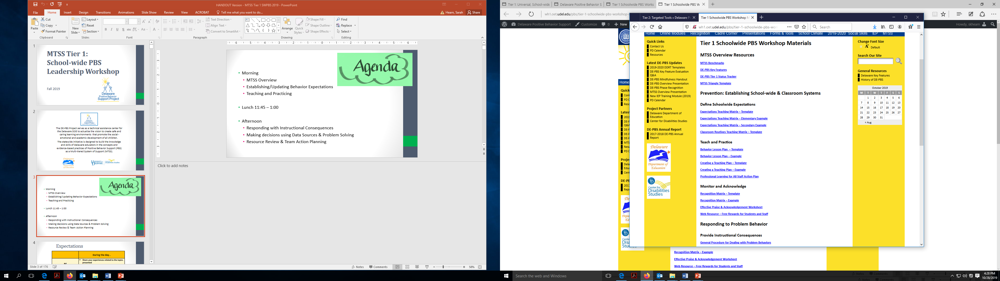 HANDOUT Version - MTSS Tier 1 SWPBS 2019 - PowerPoint
File Home Insert Design Transitions Animations Slide Show Review View ACROBAT Tell me what you want to do...
Hearn, Sarah Share
Paste
Cut
Copy
Format Painter
Clipboard
New Slide
Layout
Reset
Section
Slides
Font
Paragraph
Text Direction
Align Text
Convert to SmartArt
Arrange
Quick Styles
Shape Fill
Shape Outline
Shape Effects
Drawing
Find
Replace
Select
Editing
1
MTSS Tier 1:
School-wide PBS
Leadership Workshop
Fall 2019
Delaware
Positive Behavior
Support Project
2
The DE-PBS Project serves as a technical assistance center for
the Delaware DOE to actualize the vision to create safe and
caring learning environments that promote the social -
emotional and academic development of all children.
The statewide initiative is designed to build the knowledge
and skills of Delaware educators in the concepts and
evidence-based practices of Positive Behavior Support (PBS)
as a Multi-tiered System of Support (MTSS).
3
Agenda
Morning
MTSS Overview
Establishing/Updating Behavior Expectations
Teaching and Practicing
Lunch 11:45 – 1:00
Afternoon
Responding with Instructional Consequences
Making decisions using Data Sources & Problem Solving
Resource Review & Team Action Planning
4
Expectations
During the day...
Share your experiences related to the topics
presented
Agenda
Morning
MTSS Overview
Establishing/Updating Behavior Expectations
Teaching and Practicing
Lunch 11:45 – 1:00
Afternoon
Responding with Instructional Consequences
Making decisions using Data Sources & Problem Solving
Resource Review & Team Action Planning
Click to add notes
Slide 3 of 176
Notes Comments 58%
Tier 1: Universal, School-wide
Delaware Positive Behavior S
Tier 1 Schoolwide PBS Works
Tier 1 Schoolwide PBS W
wh1.oet.udel.edu/pbs/tier-1-schoolwide-pbs-workshop-
Delaware Positive Behavior Support Customize 0 New
Howdy, skhearn
Tier 2: Targeted Tools « Delaware P
Tier 1 Schoolwide PBS Workshop M
wh1.oet.udel.edu/pbs/tier-1-schoolwide-pbs-wor
Search
Home Online Modules Recognition Cadre Corner Presentations Forms & Tools School Climate 2019-2020 Social Skills IEP MTSS
Quick Links
Contact Us
PD Calendar
Resources
Latest DE-PBS Updates
2019-2020 DDRT Templates
DE-PBS Key Feature Evaluation
Q&A
DE-PBS Mindfulness Handout
DE-PBS Overview Presentation
DE-PBS Phase Recognition
MTSS Overview Presentation
New IEP Training Module (2019)
PD Calendar
Project Partners
Delaware Department of
Education
Center for Disabilities Studies
DE-PBS Annual Report
2017-2018 DE-PBS Annual
Report
Delaware
Department of Education
Center for
Disabilities
Studies
Tier 1 Schoolwide PBS Workshop Materials
MTSS Overview Resources
MTSS Benchmarks
DE-PBS Key Features
DE-PBS Tier 1 Status Tracker
MTSS Triangle Template
Prevention: Establishing School-wide & Classroom Systems
Define Schoolwide Expectations
Expectations Teaching Matrix – Template
Expectations Teaching Matrix – Elementary Example
Expectations Teaching Matrix – Secondary Example
Classroom Routines Teaching Matrix – Template
Teach and Practice
Behavior Lesson Plan – Template
Behavior Lesson Plan – Example
Creating a Teaching Plan – Template
Creating a Teaching Plan – Example
Professional Learning for All Staff Action Plan
Monitor and Acknowledge
Recognition Matrix – Template
Recognition Matrix – Example
Effective Praise & Acknowledgement Worksheet
Web Resource – Free Rewards for Students and Staff
Responding to Problem Behavior
Provide Instructional Consequences
General Procedure for Dealing with Problem Behaviors
Change Font Size
Default
Search Our Site
General Resources
Delaware Key Features
History of DE-PBS
October 2019
M T W T F S S
1 2 3 4 5 6
7 8 9 10 11 12 13
14 15 16 17 18 19 20
21 22 23 24 25 26 27
28 29 30 31
« Aug
Recognition Matrix – Example
Effective Praise & Acknowledgement Worksheet
Web Resource – Free Rewards for Students and Staff
Search the web and Windows
4:28 PM
10/28/2019